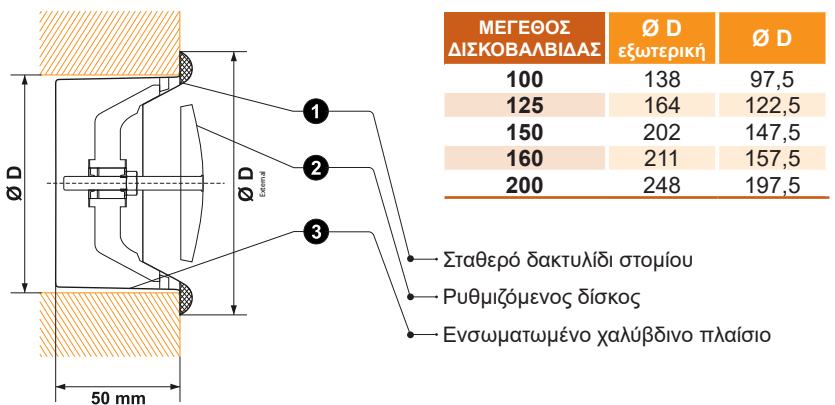 ΜΕΓΕΘΟΣ ΔΙΣΚΟΒΑΛΒΙΔΑΣ Ø D εξωτερική Ø D
100 138 97,5
125 164 122,5
150 202 147,5
160 211 157,5
200 248 197,5
Ø D
Ø D
External
1
2
3
Σταθερό δακτυλίδι στομίου
Ρυθμιζόμενος δίσκος
Ενσωματωμένο χαλύβδινο πλαίσιο
50 mm